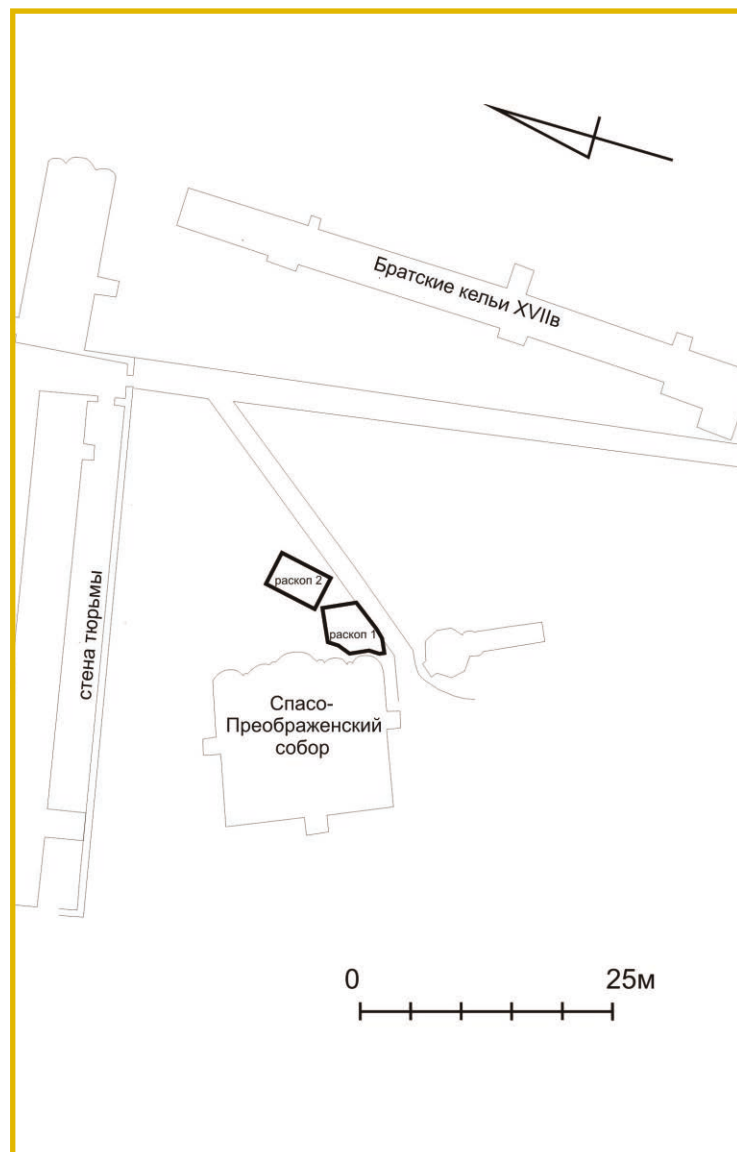 Братские кельи XVIIв
стена тюрьмы
раскоп 2
раскоп 1
Спасо-
Преображенский
собор
0 25м